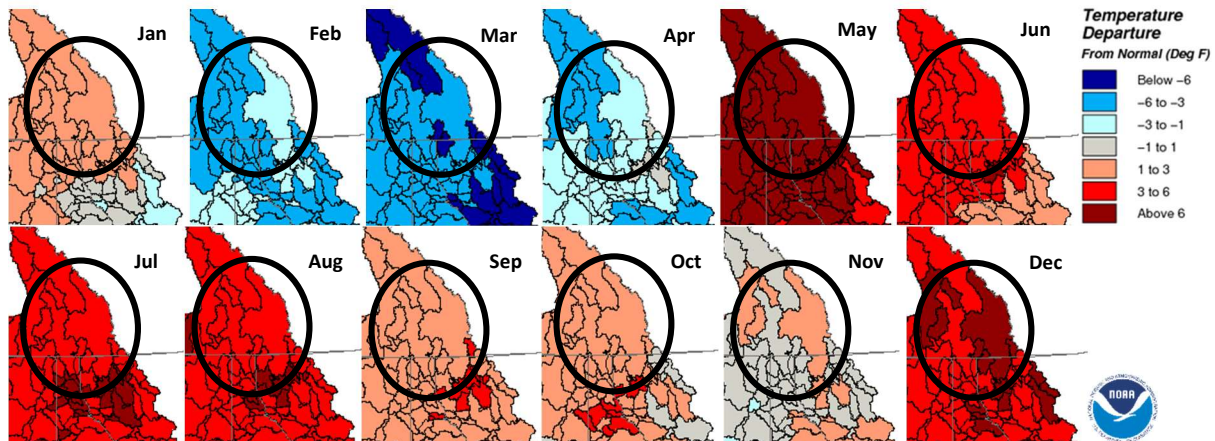 Jan
Feb
Mar
Apr
May
Jun
Temperature
Departure
From Normal (Deg F)
Below −6
−6 to −3
−3 to −1
−1 to 1
1 to 3
3 to 6
Above 6
Jul
Aug
Sep
Oct
Nov
Dec
NOAA